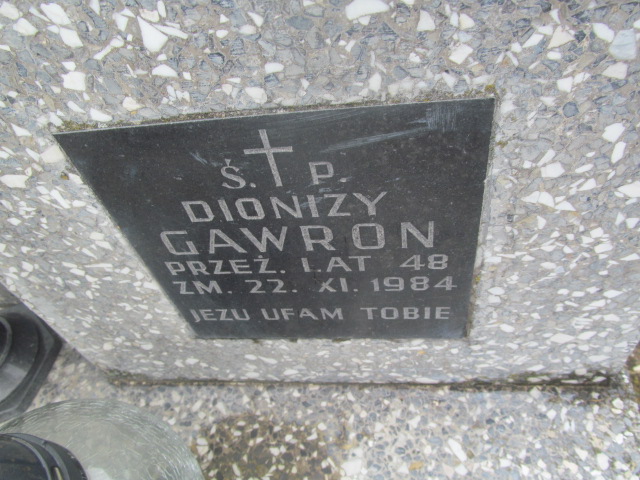 Ś. P.
DIONIZY
GAWRON
PRZEŻ. LAT 48
ZM. 22. XI. 1984
JEZU UFAM TOBIE